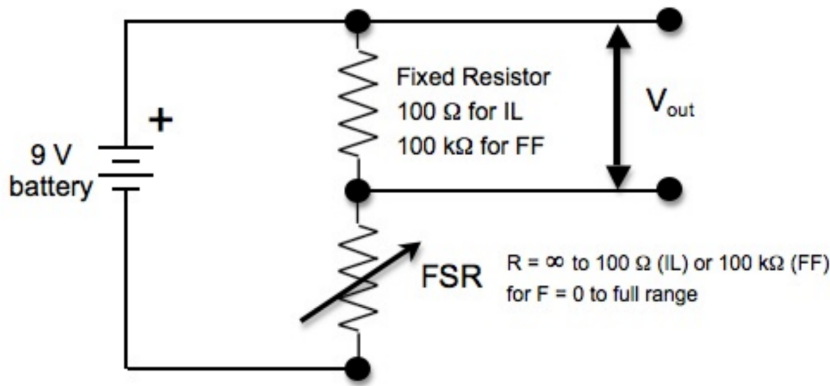 Fixed Resistor
100 Ω for IL
100 kΩ for FF
V_out
+
9 V
battery
FSR
R = ∞ to 100 Ω (IL) or 100 kΩ (FF)
for F = 0 to full range